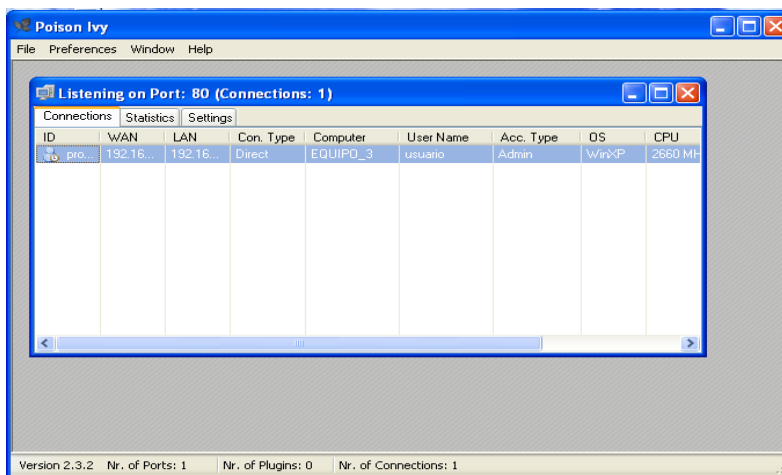 Poison Ivy
File Preferences Window Help
Listening on Port: 80 (Connections: 1)
Connections Statistics Settings
ID WAN LAN Con. Type Computer User Name Acc. Type OS CPU
pro... 192.16... 192.16... Direct EQUIPO_3 usuario Admin WinXP 2660 MH
Version 2.3.2 Nr. of Ports: 1 Nr. of Plugins: 0 Nr. of Connections: 1